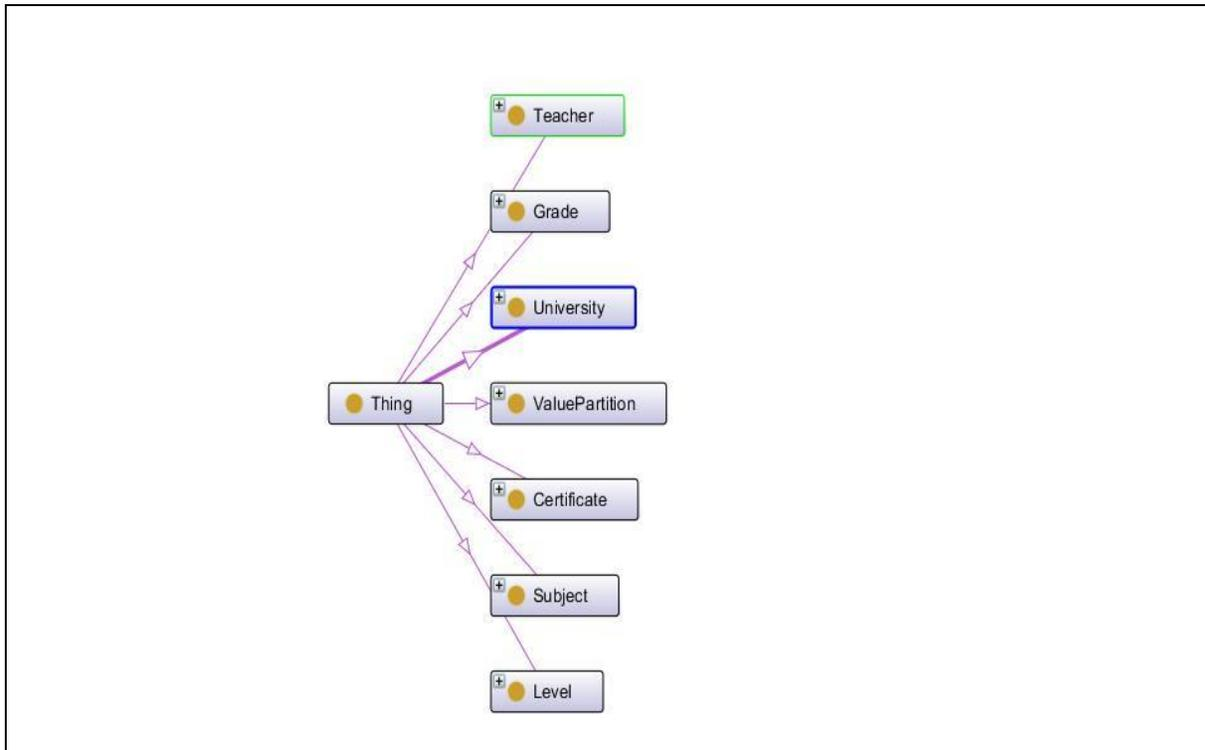 Teacher
Grade
University
Thing
ValuePartition
Certificate
Subject
Level